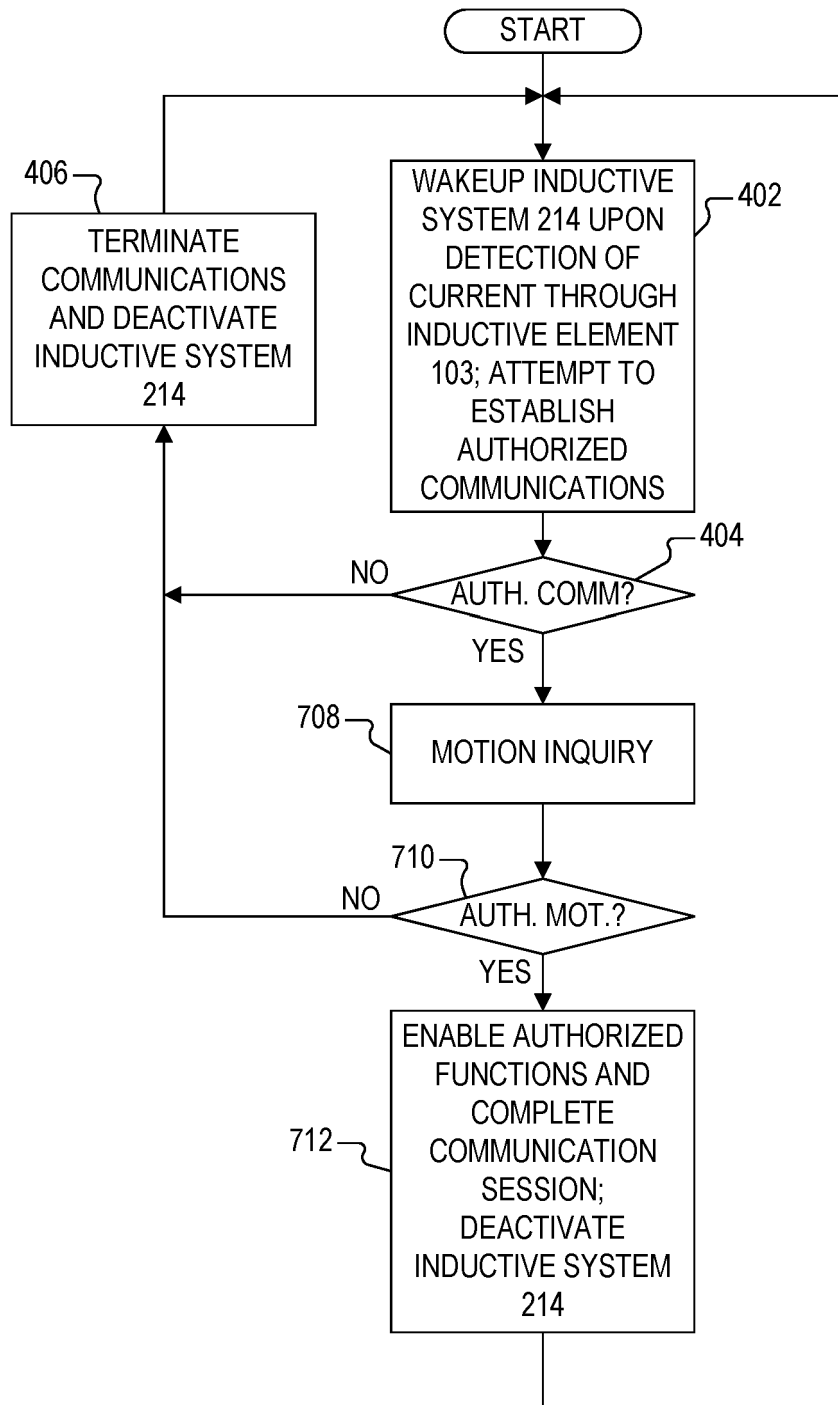 START
406
TERMINATE
COMMUNICATIONS
AND DEACTIVATE
INDUCTIVE SYSTEM
214
WAKEUP INDUCTIVE
SYSTEM 214 UPON
DETECTION OF
CURRENT THROUGH
INDUCTIVE ELEMENT
103; ATTEMPT TO
ESTABLISH
AUTHORIZED
COMMUNICATIONS
402
404
NO
AUTH. COMM?
YES
708
MOTION INQUIRY
710
NO
AUTH. MOT.?
YES
712
ENABLE AUTHORIZED
FUNCTIONS AND
COMPLETE
COMMUNICATION
SESSION;
DEACTIVATE
INDUCTIVE SYSTEM
214